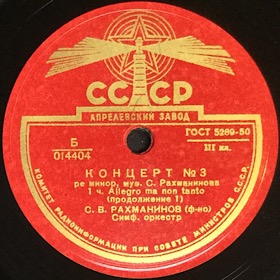 СССР
АПРЕЛЕВСКИЙ ЗАВОД
ГОСТ 5289-50
Б
014404
III кл.
КОНЦЕРТ №3
ре минор, муз. С. Рахманинова
1 ч. Allegro ma non tanto
(продолжение 1)
С. В. РАХМАНИНОВ (ф-но)
Симф. оркестр
КОМИТЕТ РАДИОИНФОРМАЦИИ ПРИ СОВЕТЕ МИНИСТРОВ СССР.